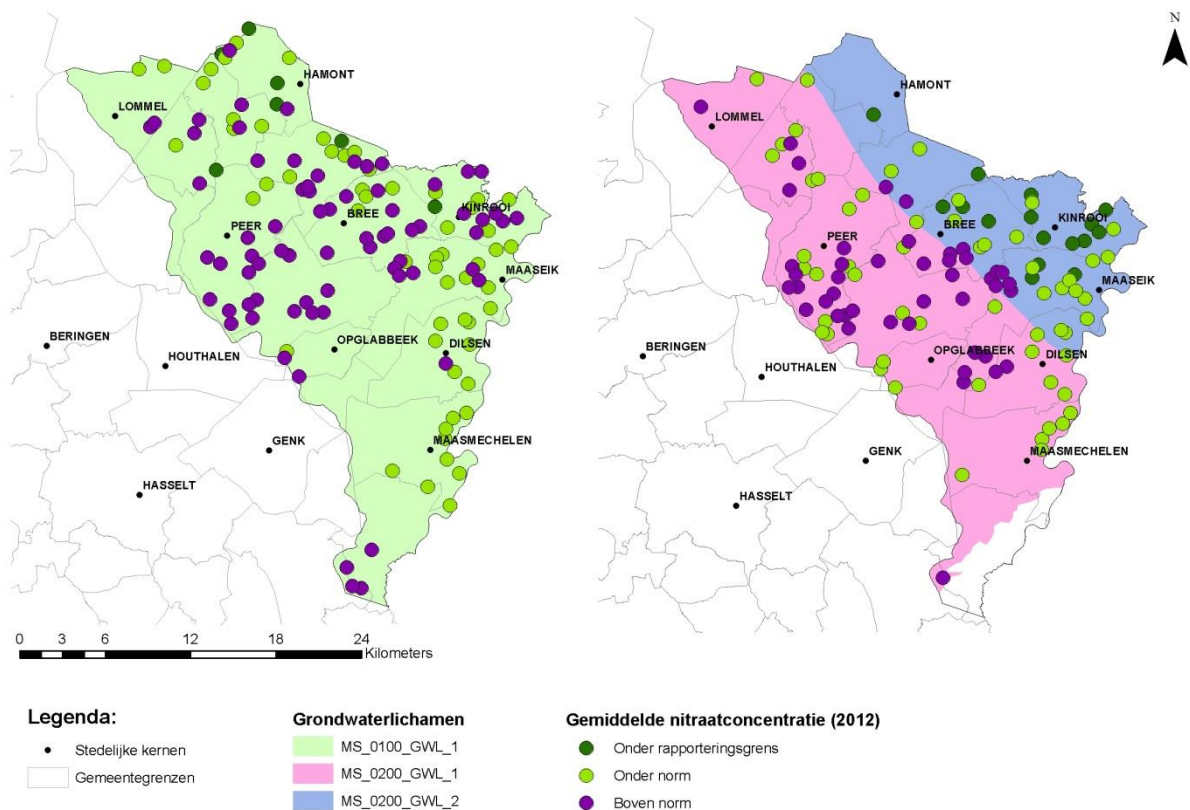 N
HAMONT
LOMMEL
BREE
KINROOI
PEER
MAASEIK
OPGLABBEEK
DILSEN
BERINGEN
HOUTHALEN
GENK
MAASMECHELEN
HASSELT
0 3 6 12 18 24
Kilometers
HAMONT
LOMMEL
KINROOI
BREE
PEER
MAASEIK
BERINGEN
OPGLABBEEK
DILSEN
HOUTHALEN
GENK
MAASMECHELEN
HASSELT
Legenda:
Stedelijke kernen
Gemeentegrenzen
Grondwaterlichamen
MS_0100_GWL_1
MS_0200_GWL_1
MS_0200_GWL_2
Gemiddelde nitraatconcentratie (2012)
Onder rapporteringsgrens
Onder norm
Boven norm